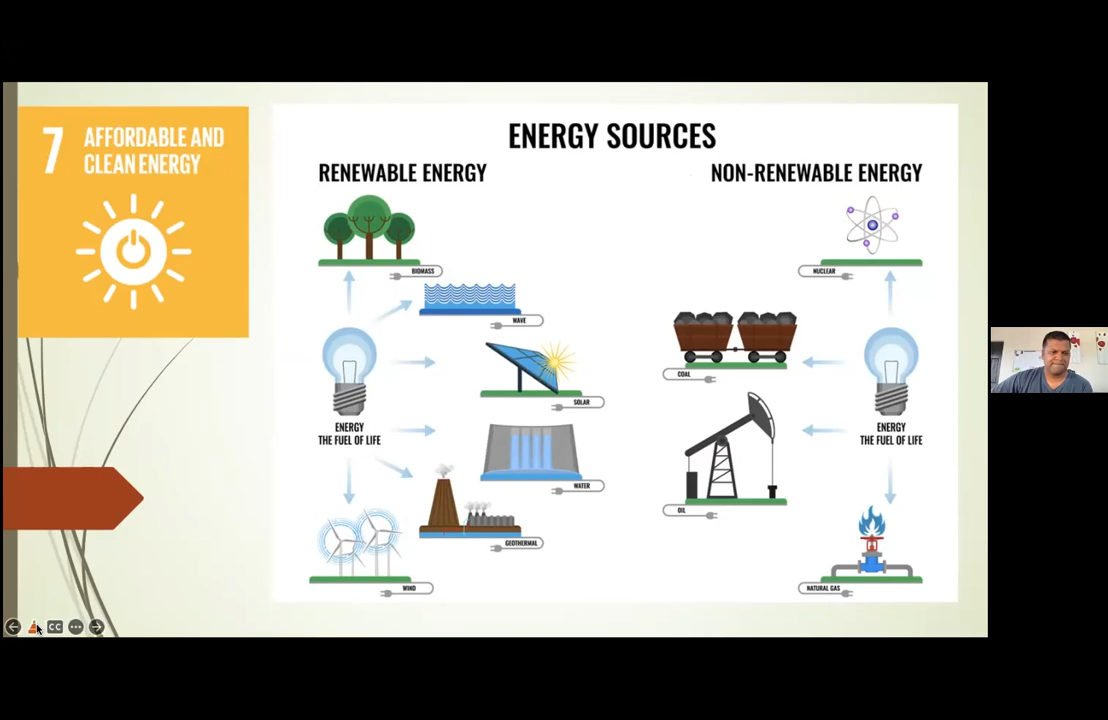 7 AFFORDABLE AND
CLEAN ENERGY
ENERGY SOURCES
RENEWABLE ENERGY
NON-RENEWABLE ENERGY
BIOMASS
NUCLEAR
WAVE
COAL
SOLAR
ENERGY
THE FUEL OF LIFE
ENERGY
THE FUEL OF LIFE
WATER
OIL
GEOTHERMAL
WIND
NATURAL GAS
CC